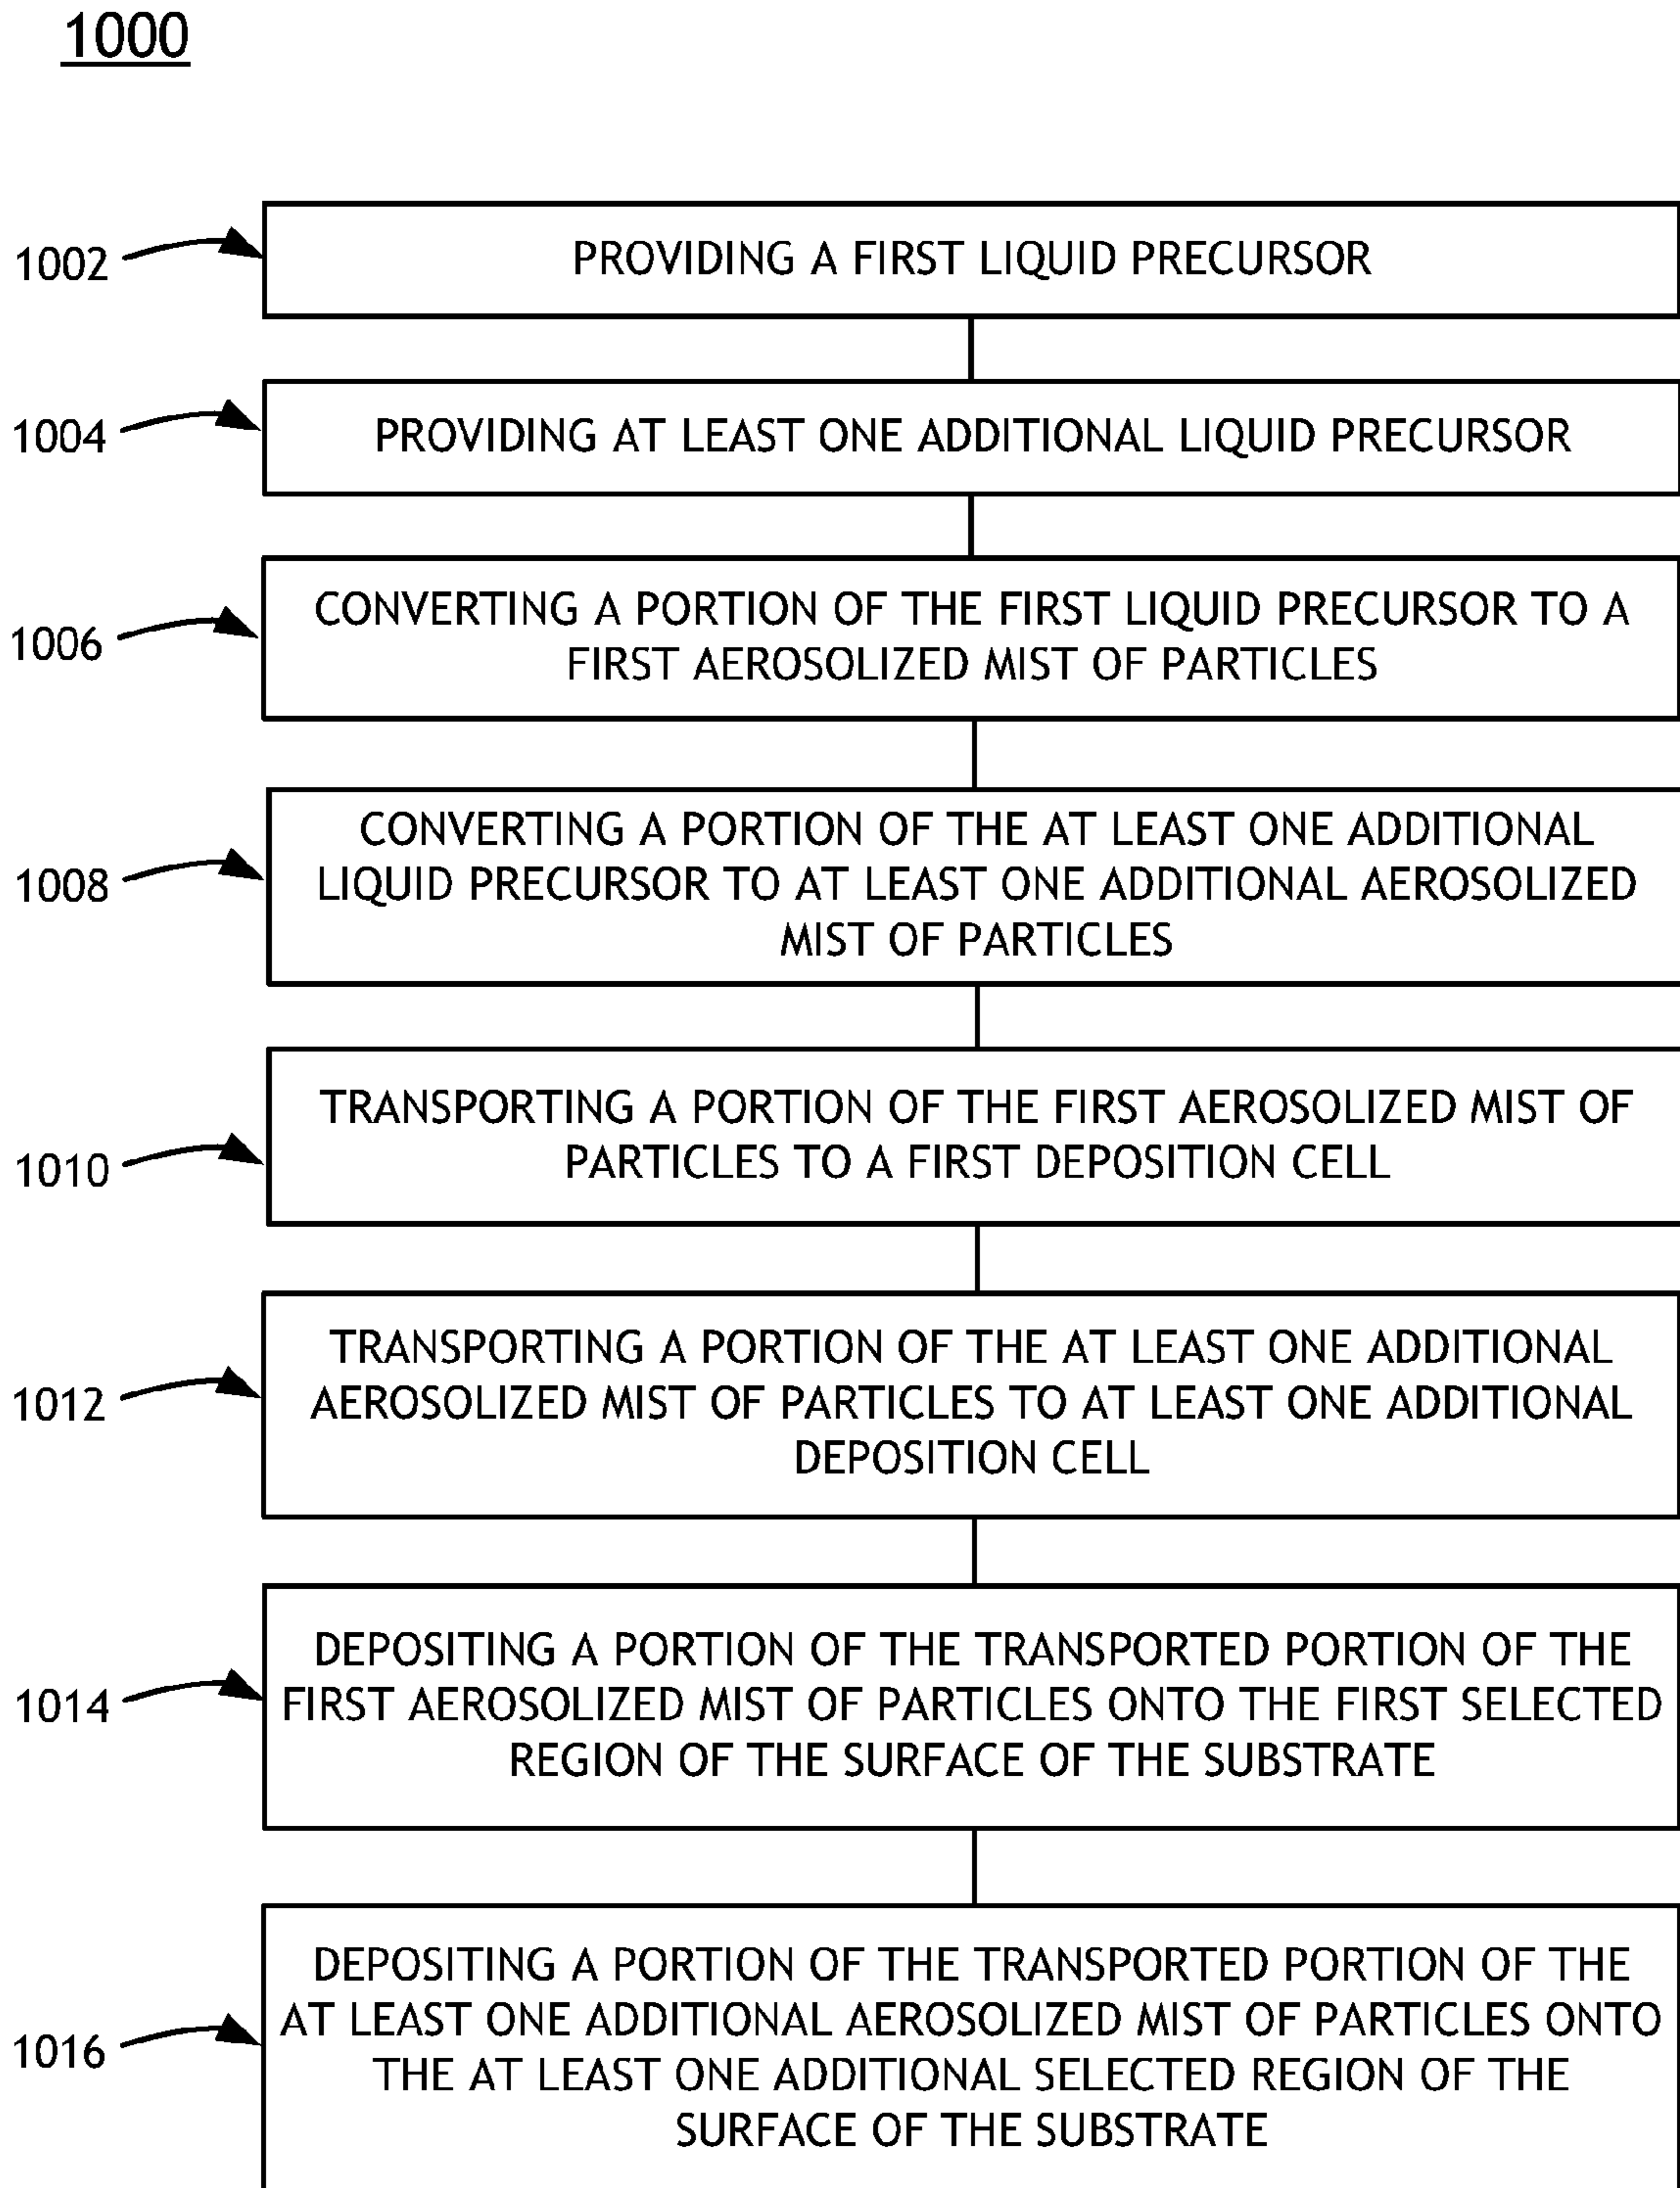 1000
1002
PROVIDING A FIRST LIQUID PRECURSOR
1004
PROVIDING AT LEAST ONE ADDITIONAL LIQUID PRECURSOR
1006
CONVERTING A PORTION OF THE FIRST LIQUID PRECURSOR TO A
FIRST AEROSOLIZED MIST OF PARTICLES
1008
CONVERTING A PORTION OF THE AT LEAST ONE ADDITIONAL
LIQUID PRECURSOR TO AT LEAST ONE ADDITIONAL AEROSOLIZED
MIST OF PARTICLES
1010
TRANSPORTING A PORTION OF THE FIRST AEROSOLIZED MIST OF
PARTICLES TO A FIRST DEPOSITION CELL
1012
TRANSPORTING A PORTION OF THE AT LEAST ONE ADDITIONAL
AEROSOLIZED MIST OF PARTICLES TO AT LEAST ONE ADDITIONAL
DEPOSITION CELL
1014
DEPOSITING A PORTION OF THE TRANSPORTED PORTION OF THE
FIRST AEROSOLIZED MIST OF PARTICLES ONTO THE FIRST SELECTED
REGION OF THE SURFACE OF THE SUBSTRATE
1016
DEPOSITING A PORTION OF THE TRANSPORTED PORTION OF THE
AT LEAST ONE ADDITIONAL AEROSOLIZED MIST OF PARTICLES ONTO
THE AT LEAST ONE ADDITIONAL SELECTED REGION OF THE
SURFACE OF THE SUBSTRATE